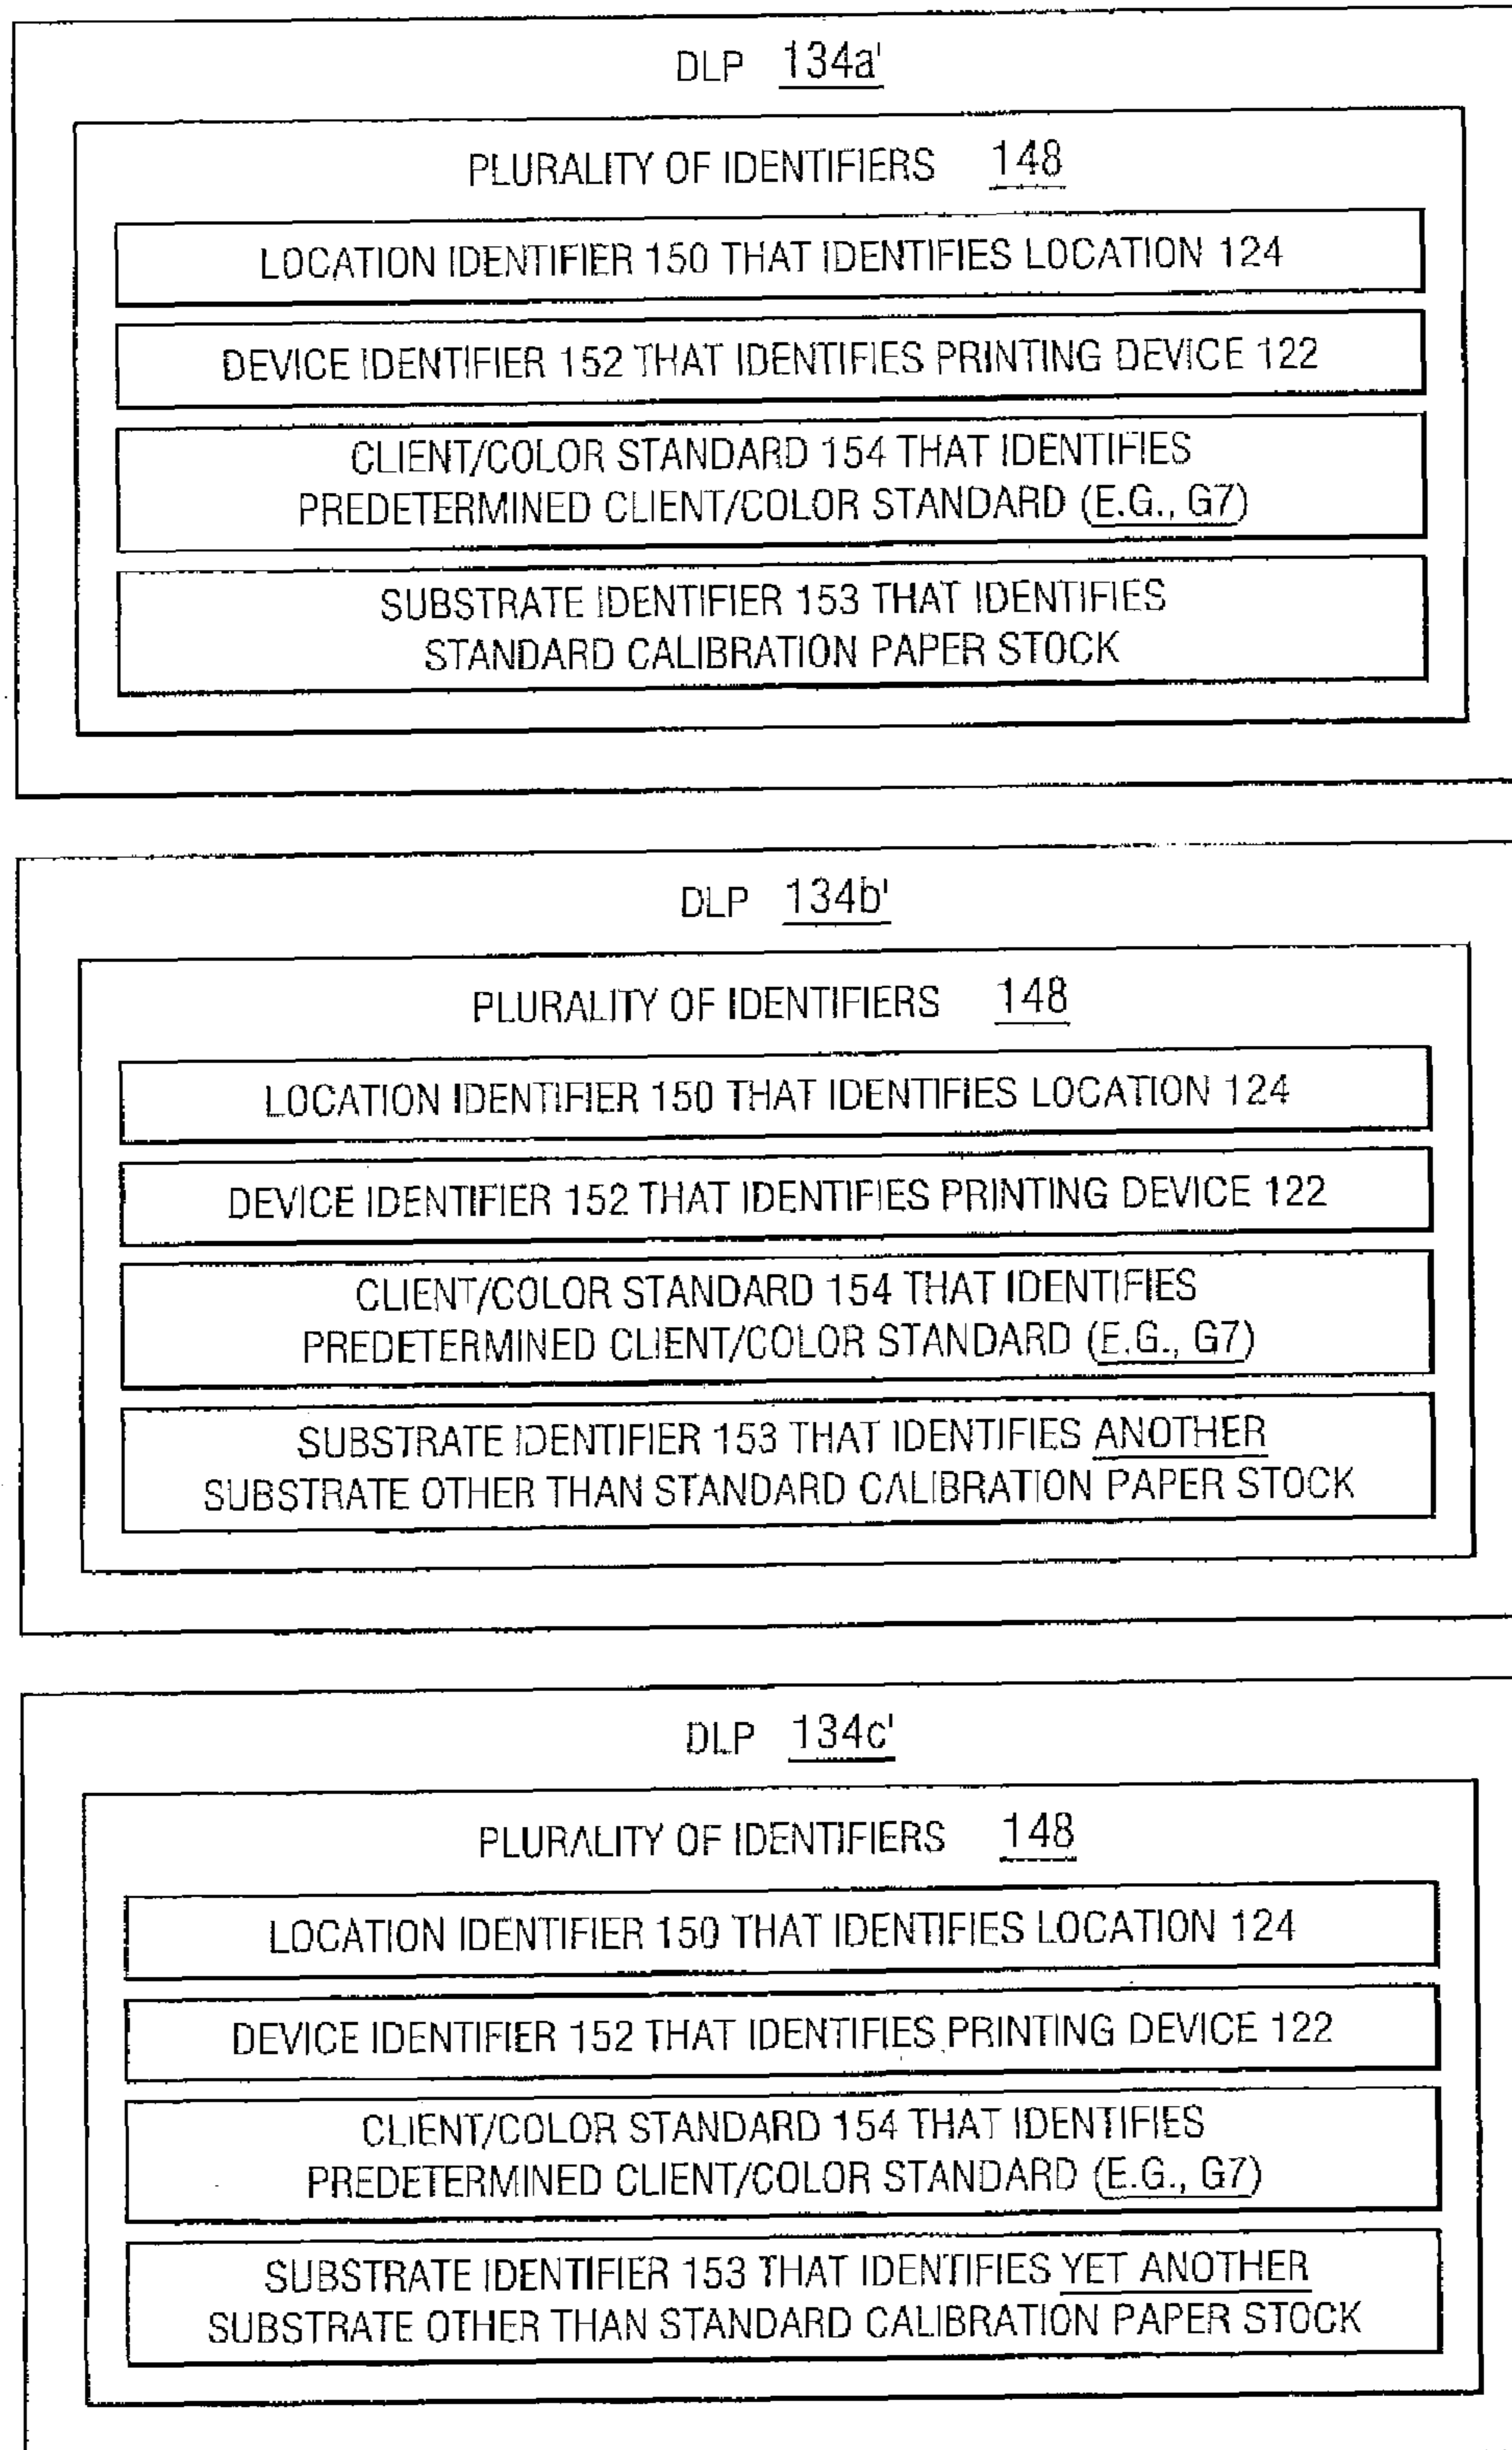 DLP 134a'
PLURALITY OF IDENTIFIERS 148
LOCATION IDENTIFIER 150 THAT IDENTIFIES LOCATION 124
DEVICE IDENTIFIER 152 THAT IDENTIFIES PRINTING DEVICE 122
CLIENT/COLOR STANDARD 154 THAT IDENTIFIES
PREDETERMINED CLIENT/COLOR STANDARD (E.G., G7)
SUBSTRATE IDENTIFIER 153 THAT IDENTIFIES
STANDARD CALIBRATION PAPER STOCK
DLP 134b'
PLURALITY OF IDENTIFIERS 148
LOCATION IDENTIFIER 150 THAT IDENTIFIES LOCATION 124
DEVICE IDENTIFIER 152 THAT IDENTIFIES PRINTING DEVICE 122
CLIENT/COLOR STANDARD 154 THAT IDENTIFIES
PREDETERMINED CLIENT/COLOR STANDARD (E.G., G7)
SUBSTRATE IDENTIFIER 153 THAT IDENTIFIES ANOTHER
SUBSTRATE OTHER THAN STANDARD CALIBRATION PAPER STOCK
DLP 134c'
PLURALITY OF IDENTIFIERS 148
LOCATION IDENTIFIER 150 THAT IDENTIFIES LOCATION 124
DEVICE IDENTIFIER 152 THAT IDENTIFIES PRINTING DEVICE 122
CLIENT/COLOR STANDARD 154 THAT IDENTIFIES
PREDETERMINED CLIENT/COLOR STANDARD (E.G., G7)
SUBSTRATE IDENTIFIER 153 THAT IDENTIFIES YET ANOTHER
SUBSTRATE OTHER THAN STANDARD CALIBRATION PAPER STOCK